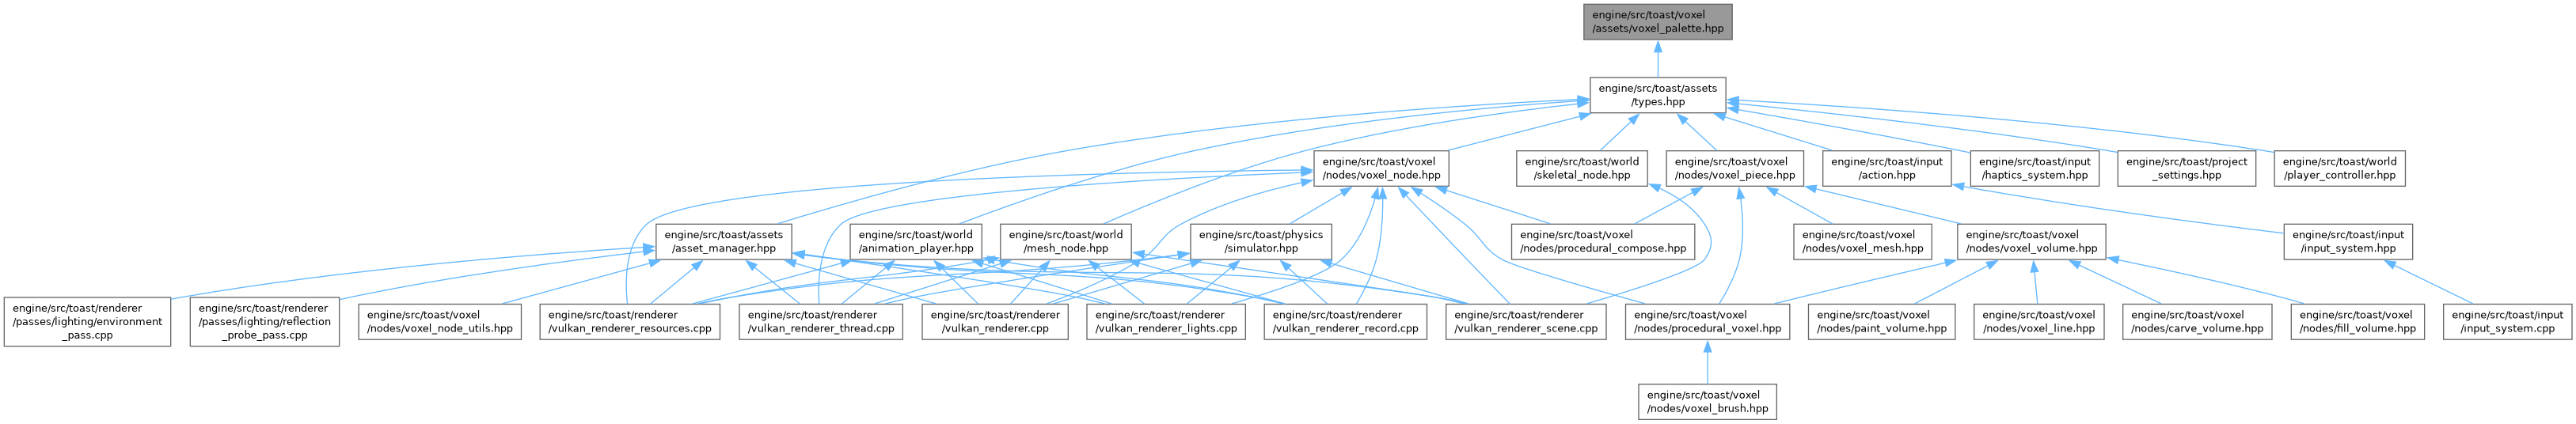 engine/src/toast/voxel
/assets/voxel_palette.hpp
engine/src/toast/assets
/types.hpp
engine/src/toast/voxel
/nodes/voxel_node.hpp
engine/src/toast/world
/skeletal_node.hpp
engine/src/toast/voxel
/nodes/voxel_piece.hpp
engine/src/toast/input
/action.hpp
engine/src/toast/input
/haptics_system.hpp
engine/src/toast/project
_settings.hpp
engine/src/toast/world
/player_controller.hpp
engine/src/toast/assets
/asset_manager.hpp
engine/src/toast/world
/animation_player.hpp
engine/src/toast/world
/mesh_node.hpp
engine/src/toast/physics
/simulator.hpp
engine/src/toast/voxel
/nodes/procedural_compose.hpp
engine/src/toast/voxel
/nodes/voxel_mesh.hpp
engine/src/toast/voxel
/nodes/voxel_volume.hpp
engine/src/toast/input
/input_system.hpp
engine/src/toast/renderer
/passes/lighting/environment
_pass.cpp
engine/src/toast/renderer
/passes/lighting/reflection
_probe_pass.cpp
engine/src/toast/voxel
/nodes/voxel_node_utils.hpp
engine/src/toast/renderer
/vulkan_renderer_resources.cpp
engine/src/toast/renderer
/vulkan_renderer_thread.cpp
engine/src/toast/renderer
/vulkan_renderer.cpp
engine/src/toast/renderer
/vulkan_renderer_lights.cpp
engine/src/toast/renderer
/vulkan_renderer_record.cpp
engine/src/toast/renderer
/vulkan_renderer_scene.cpp
engine/src/toast/voxel
/nodes/procedural_voxel.hpp
engine/src/toast/voxel
/nodes/paint_volume.hpp
engine/src/toast/voxel
/nodes/voxel_line.hpp
engine/src/toast/voxel
/nodes/carve_volume.hpp
engine/src/toast/voxel
/nodes/fill_volume.hpp
engine/src/toast/input
/input_system.cpp
engine/src/toast/voxel
/nodes/voxel_brush.hpp